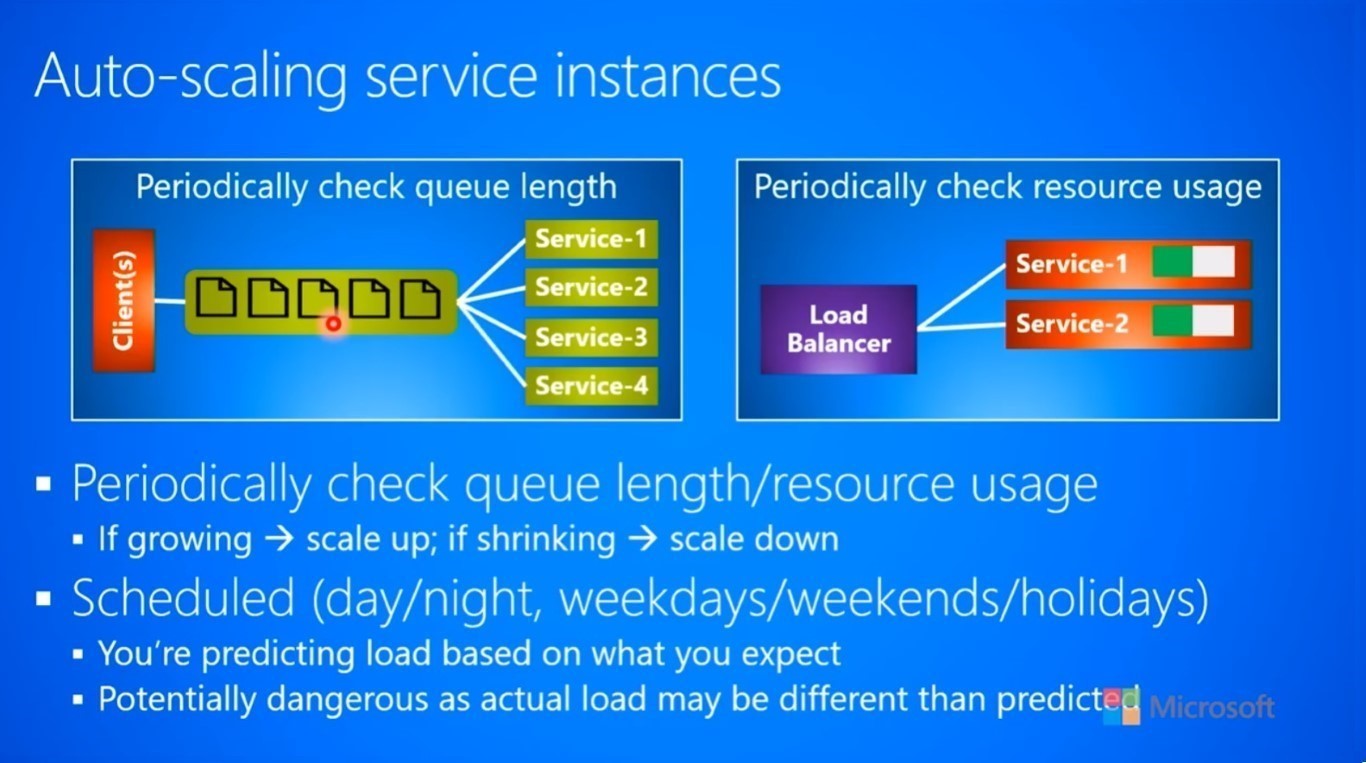 Auto-scaling service instances
Periodically check queue length
Client(s)
Service-1
Service-2
Service-3
Service-4
Periodically check resource usage
Load
Balancer
Service-1
Service-2
▪ Periodically check queue length/resource usage
▪ If growing → scale up; if shrinking → scale down
▪ Scheduled (day/night, weekdays/weekends/holidays)
▪ You're predicting load based on what you expect
▪ Potentially dangerous as actual load may be different than predicted
Microsoft